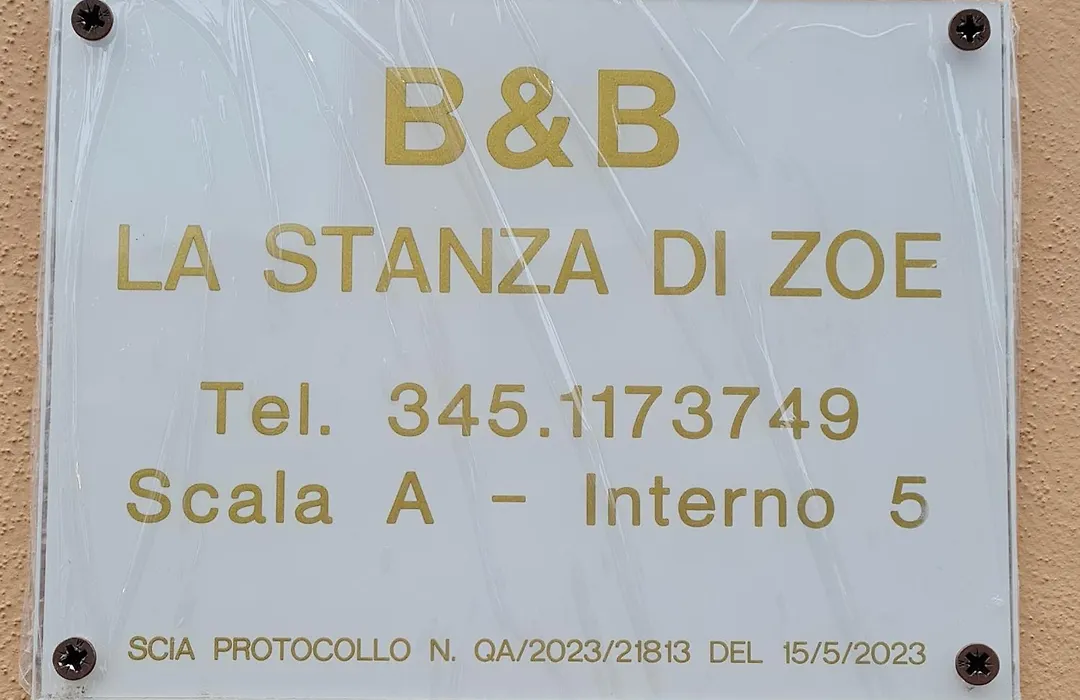 B&B
LA STANZA DI ZOE
Tel. 345.1173749
Scala A - Interno 5
SCIA PROTOCOLLO N. QA/2023/21813 DEL 15/5/2023